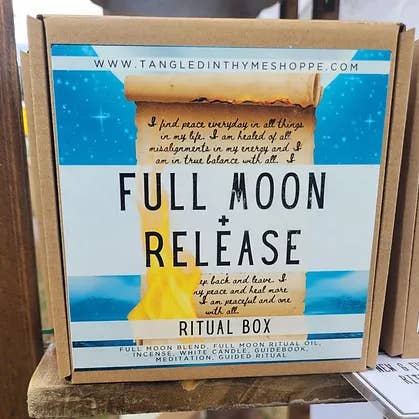 WWW.TANGLEDINTHYMESHOPPE.COM
I find peace everyday in all things
in my life. I am healed of all
misalignments in my energy and I
am in true balance with all. I
FULL MOON
+
RELEASE
ep back and leave. I
ny peace and heal more
I am peaceful and one
with all.
RITUAL BOX
FULL MOON BLEND, FULL MOON RITUAL OIL,
INCENSE, WHITE CANDLE, GUIDEBOOK,
MEDITATION, GUIDED RITUAL